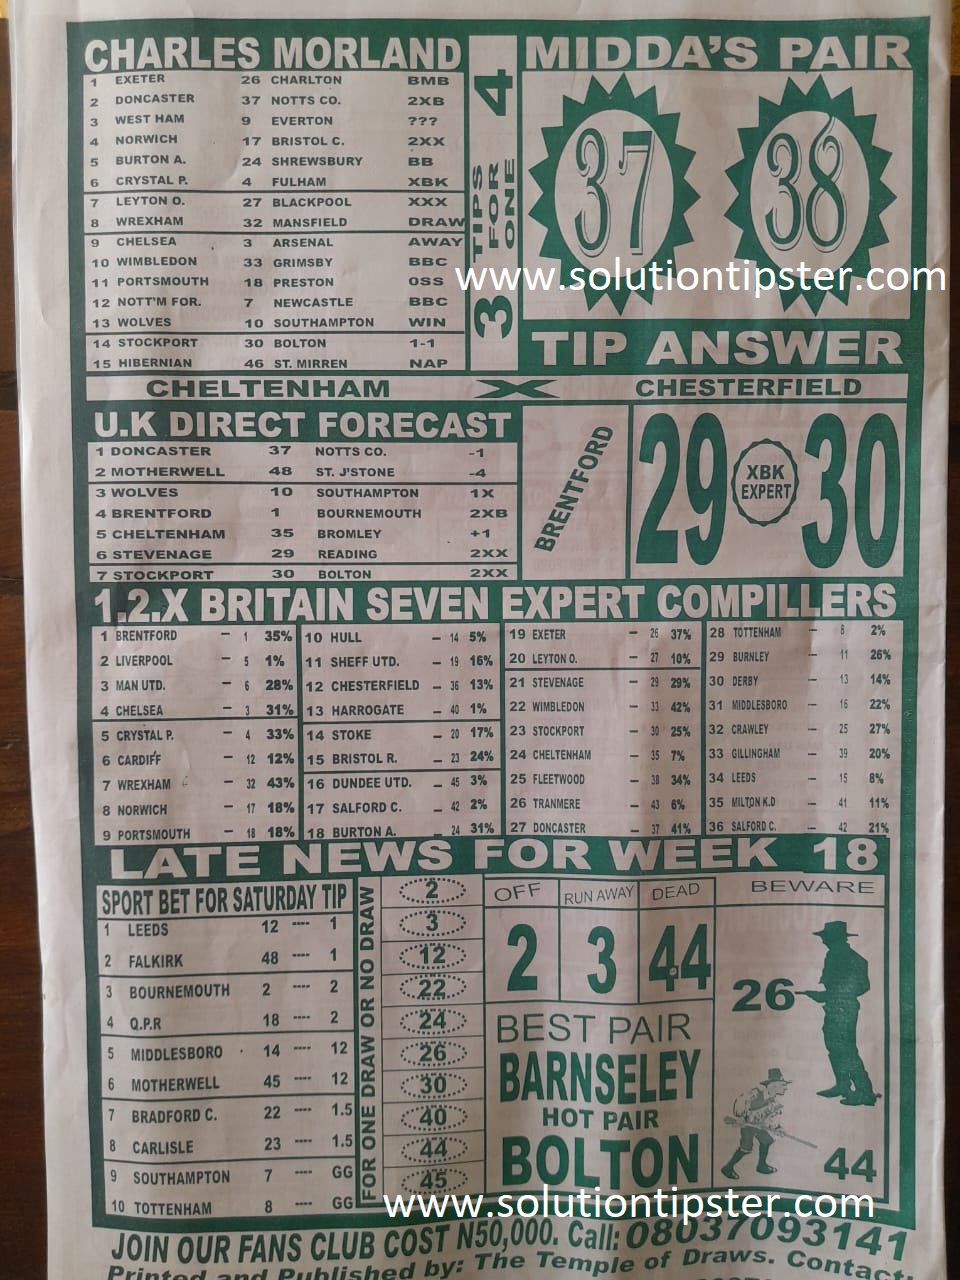 CHARLES MORLAND
1 EXETER 26 CHARLTON BMB
2 DONCASTER 37 NOTTS CO. 2XB
3 WEST HAM 9 EVERTON ???
4 NORWICH 17 BRISTOL C. 2XX
5 BURTON A. 24 SHREWSBURY BB
6 CRYSTAL P. 4 FULHAM XBK
7 LEYTON O. 27 BLACKPOOL XXX
8 WREXHAM 32 MANSFIELD DRAW
9 CHELSEA 3 ARSENAL AWAY
10 WIMBLEDON 33 GRIMSBY BBC
11 PORTSMOUTH 18 PRESTON OSS
12 NOTT'M FOR. 7 NEWCASTLE BBC
13 WOLVES 10 SOUTHAMPTON WIN
14 STOCKPORT 30 BOLTON 1-1
15 HIBERNIAN 46 ST. MIRREN NAP
3 TIPS FOR ONE 4
MIDDA'S PAIR
37 38
www.solutiontipster.com
TIP ANSWER
CHELTENHAM X CHESTERFIELD
U.K DIRECT FORECAST
1 DONCASTER 37 NOTTS CO. -1
2 MOTHERWELL 48 ST. J'STONE -4
3 WOLVES 10 SOUTHAMPTON 1X
4 BRENTFORD 1 BOURNEMOUTH 2XB
5 CHELTENHAM 35 BROMLEY +1
6 STEVENAGE 29 READING 2XX
7 STOCKPORT 30 BOLTON 2XX
BRENTFORD
29 XBK EXPERT 30
1.2.X BRITAIN SEVEN EXPERT COMPILLERS
1 BRENTFORD – 1 35%
2 LIVERPOOL – 5 1%
3 MAN UTD. – 6 28%
4 CHELSEA – 3 31%
5 CRYSTAL P. – 4 33%
6 CARDIFF – 12 12%
7 WREXHAM – 32 43%
8 NORWICH – 17 18%
9 PORTSMOUTH – 18 18%
10 HULL – 14 5%
11 SHEFF UTD. – 19 16%
12 CHESTERFIELD – 36 13%
13 HARROGATE – 40 1%
14 STOKE – 20 17%
15 BRISTOL R. – 23 24%
16 DUNDEE UTD. – 45 3%
17 SALFORD C. – 42 2%
18 BURTON A. – 24 31%
19 EXETER – 26 37%
20 LEYTON O. – 27 10%
21 STEVENAGE – 29 29%
22 WIMBLEDON – 33 42%
23 STOCKPORT – 30 25%
24 CHELTENHAM – 35 7%
25 FLEETWOOD – 38 34%
26 TRANMERE – 43 6%
27 DONCASTER – 37 41%
28 TOTTENHAM – 8 2%
29 BURNLEY – 11 26%
30 DERBY – 13 14%
31 MIDDLESBORO – 16 22%
32 CRAWLEY – 25 27%
33 GILLINGHAM – 39 20%
34 LEEDS – 15 8%
35 MILTON K.D – 41 11%
36 SALFORD C. – 42 21%
LATE NEWS FOR WEEK 18
SPORT BET FOR SATURDAY TIP
1 LEEDS 12 ---- 1
2 FALKIRK 48 ---- 1
3 BOURNEMOUTH 2 ---- 2
4 Q.P.R 18 ---- 2
5 MIDDLESBORO 14 ---- 12
6 MOTHERWELL 45 ---- 12
7 BRADFORD C. 22 ---- 1.5
8 CARLISLE 23 ---- 1.5
9 SOUTHAMPTON 7 ---- GG
10 TOTTENHAM 8 ---- GG
FOR ONE DRAW OR NO DRAW
2
3
12
22
24
26
30
40
44
45
OFF RUN AWAY DEAD
2 3 44
BEST PAIR
BARNSELEY
HOT PAIR
BOLTON
BEWARE
26
44
www.solutiontipster.com
JOIN OUR FANS CLUB COST N50,000. Call: 08037093141
Printed and Published by: The Temple of Draws. Contact: